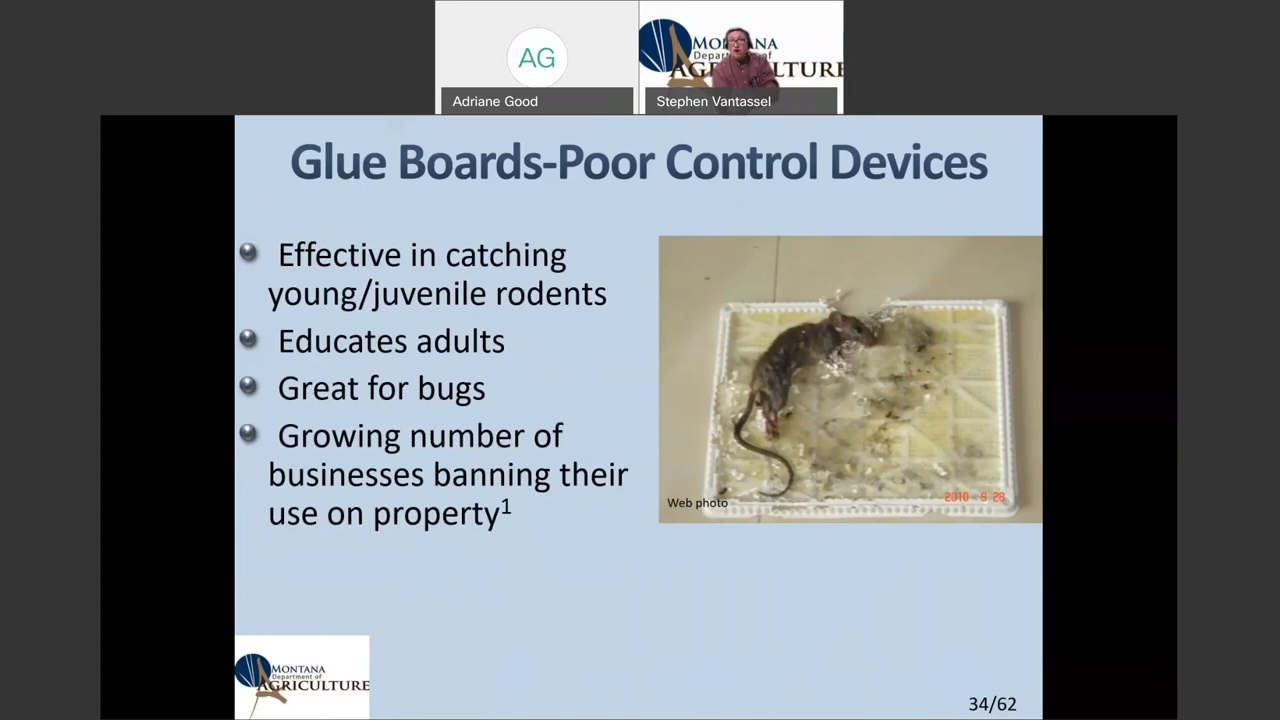 AG
Adriane Good
MONTANA
Department of
AGRICULTURE
Stephen Vantassel
Glue Boards-Poor Control Devices
Effective in catching
young/juvenile rodents
Educates adults
Great for bugs
Growing number of
businesses banning their
use on property1
Web photo
2010 9 28
MONTANA
Department of
AGRICULTURE
34/62